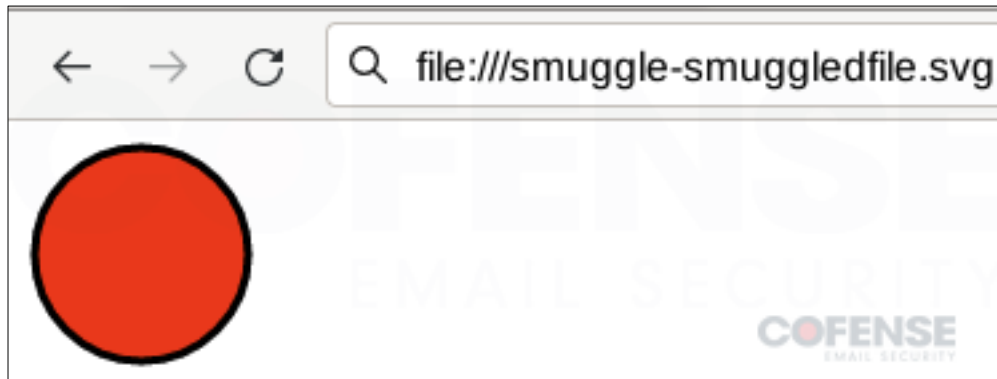 file:///smuggle-smuggledfile.svg
COFENSE
EMAIL SECURITY
COFENSE
EMAIL SECURITY